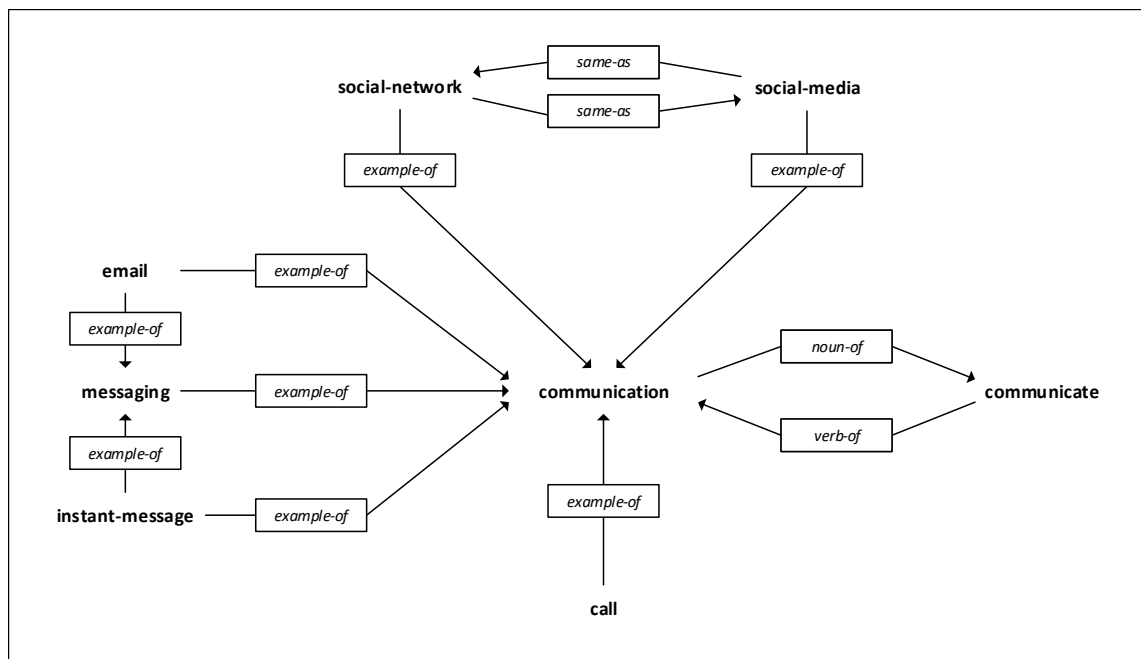 same-as
social-network
social-media
same-as
example-of
example-of
email
example-of
example-of
noun-of
messaging
example-of
communication
communicate
verb-of
example-of
example-of
instant-message
example-of
call